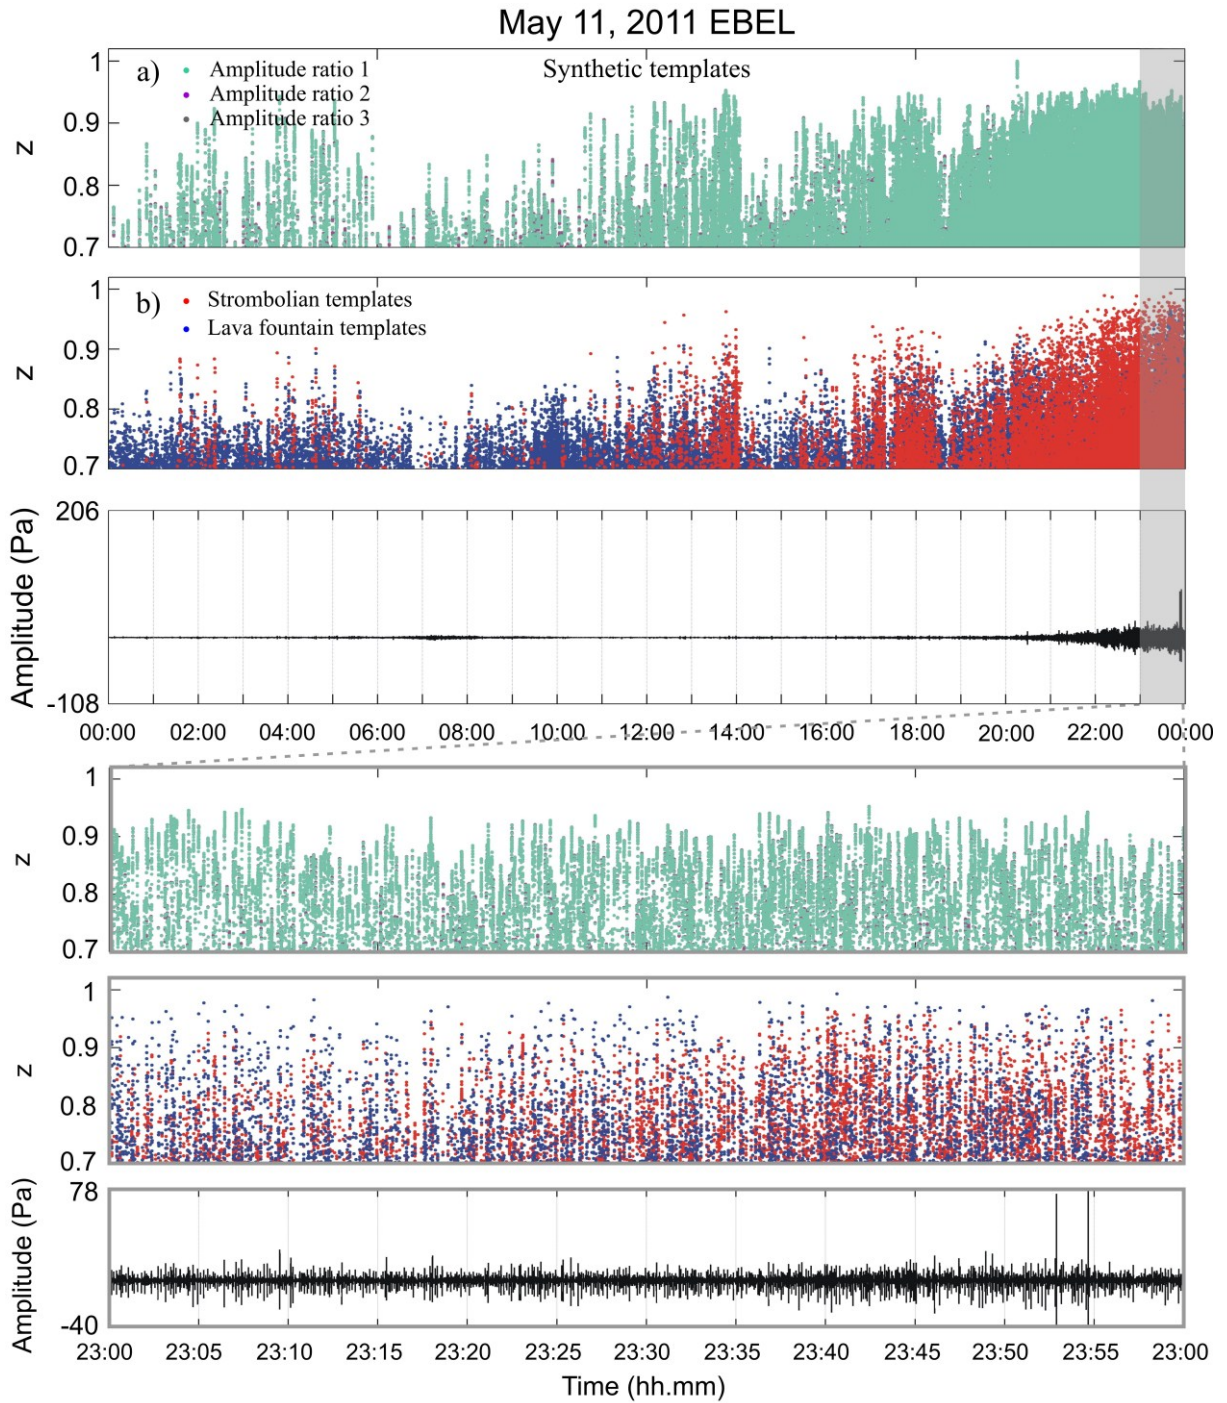 May 11, 2011 EBEL
a)
Amplitude ratio 1
Amplitude ratio 2
Amplitude ratio 3
Synthetic templates
1
0.9
0.8
0.7
z
b)
Strombolian templates
Lava fountain templates
1
0.9
0.8
0.7
z
206
-108
Amplitude (Pa)
00:00 02:00 04:00 06:00 08:00 10:00 12:00 14:00 16:00 18:00 20:00 22:00 00:00
1
0.9
0.8
0.7
z
1
0.9
0.8
0.7
z
78
-40
Amplitude (Pa)
23:00 23:05 23:10 23:15 23:20 23:25 23:30 23:35 23:40 23:45 23:50 23:55 23:00
Time (hh.mm)